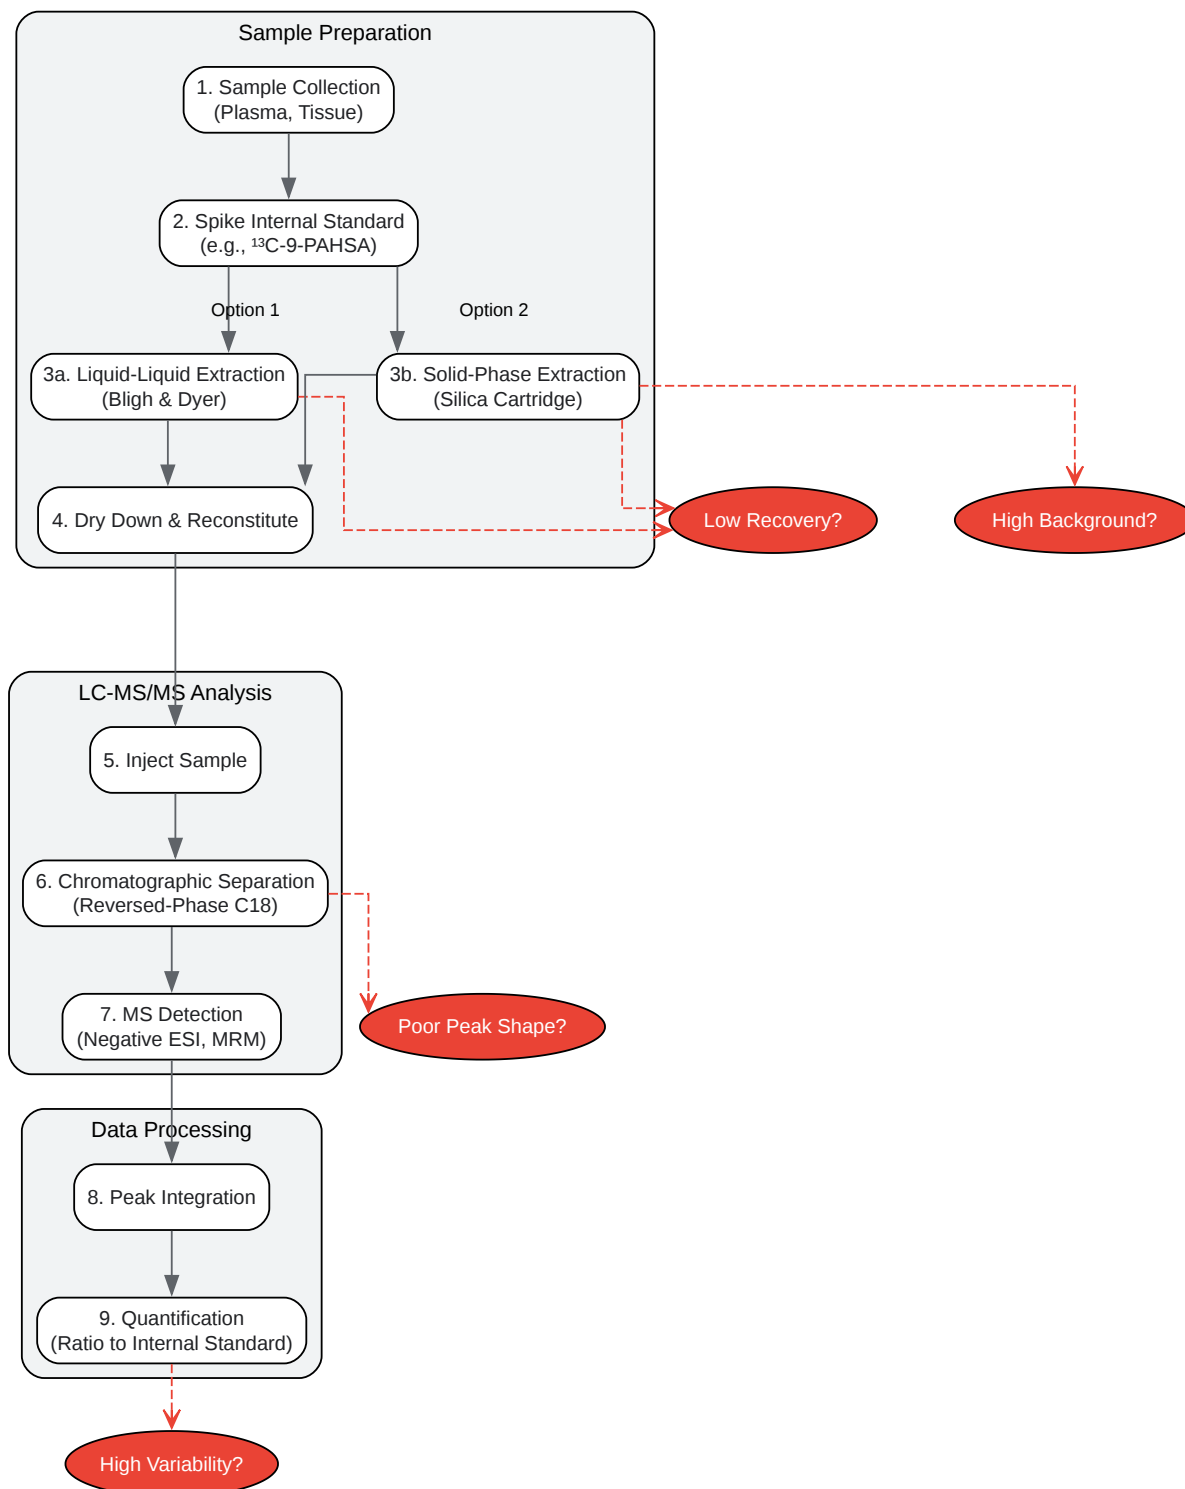 Sample Preparation
1. Sample Collection
(Plasma, Tissue)
2. Spike Internal Standard
(e.g., ¹³C-9-PAHSA)
Option 1
Option 2
3a. Liquid-Liquid Extraction
(Bligh & Dyer)
3b. Solid-Phase Extraction
(Silica Cartridge)
4. Dry Down & Reconstitute
Low Recovery?
High Background?
LC-MS/MS Analysis
5. Inject Sample
6. Chromatographic Separation
(Reversed-Phase C18)
7. MS Detection
(Negative ESI, MRM)
Poor Peak Shape?
Data Processing
8. Peak Integration
9. Quantification
(Ratio to Internal Standard)
High Variability?